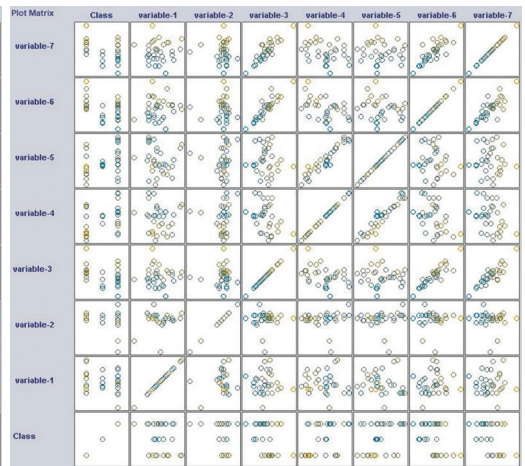 Plot Matrix Class variable-1 variable-2 variable-3 variable-4 variable-5 variable-6 variable-7
variable-7
variable-6
variable-5
variable-4
variable-3
variable-2
variable-1
Class